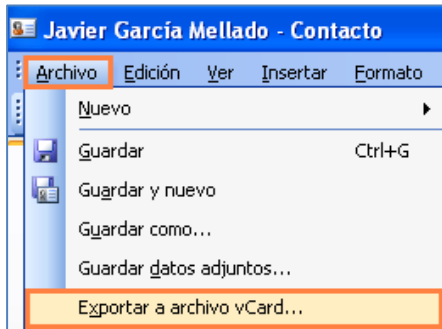 Javier García Mellado - Contacto
Archivo Edición Ver Insertar Formato
Nuevo
Guardar Ctrl+G
Guardar y nuevo
Guardar como...
Guardar datos adjuntos...
Exportar a archivo vCard...